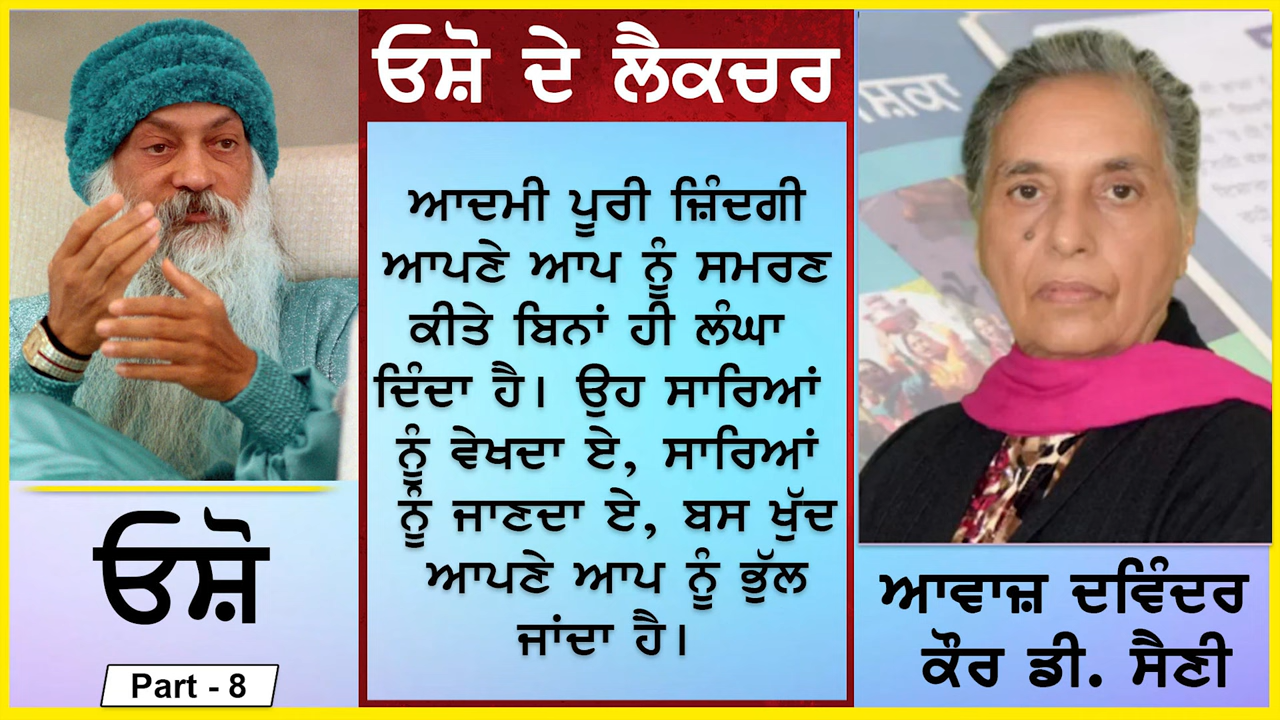 ਓਸ਼ੋ ਦੇ ਲੈਕਚਰ
ਆਦਮੀ ਪੂਰੀ ਜ਼ਿੰਦਗੀ
ਆਪਣੇ ਆਪ ਨੂੰ ਸਮਰਣ
ਕੀਤੇ ਬਿਨਾਂ ਹੀ ਲੰਘਾ
ਦਿੰਦਾ ਹੈ। ਉਹ ਸਾਰਿਆਂ
ਨੂੰ ਵੇਖਦਾ ਏ, ਸਾਰਿਆਂ
ਨੂੰ ਜਾਣਦਾ ਏ, ਬਸ ਖੁੱਦ
ਆਪਣੇ ਆਪ ਨੂੰ ਭੁੱਲ
ਜਾਂਦਾ ਹੈ।
ਓਸ਼ੋ
Part - 8
ਆਵਾਜ਼ ਦਵਿੰਦਰ
ਕੌਰ ਡੀ. ਸੈਣੀ